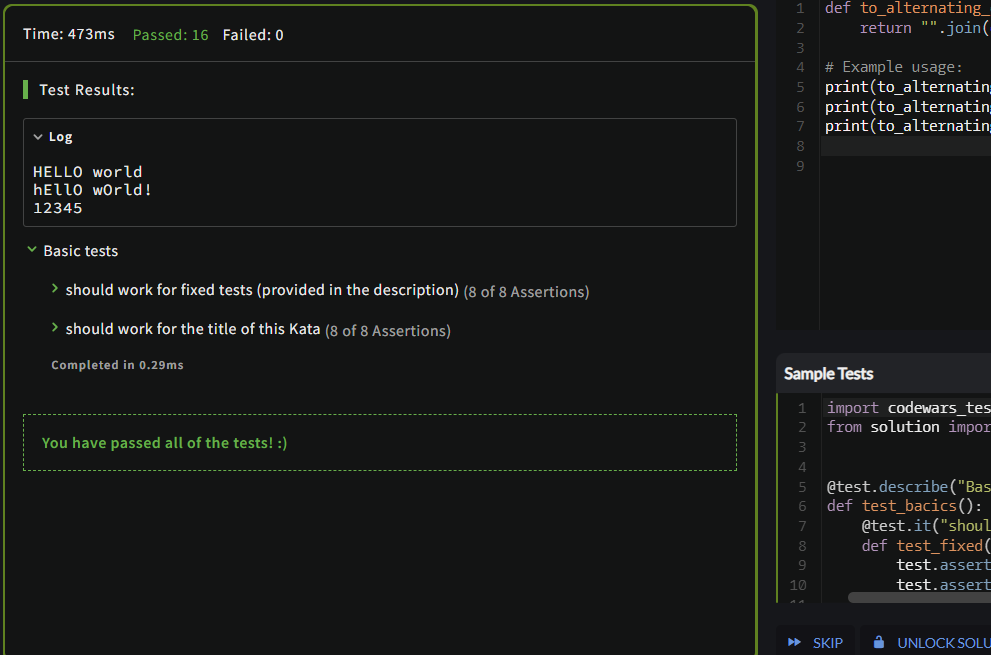 Time: 473ms Passed: 16 Failed: 0
Test Results:
Log
HELLO world
hEllO wOrld!
12345
Basic tests
should work for fixed tests (provided in the description) (8 of 8 Assertions)
should work for the title of this Kata (8 of 8 Assertions)
Completed in 0.29ms
You have passed all of the tests! :)
1 def to_alternating_
2 return "".join(
3
4 # Example usage:
5 print(to_alternatin
6 print(to_alternatin
7 print(to_alternatin
8
9
Sample Tests
1 import codewars_tes
2 from solution impor
3
4
5 @test.describe("Bas
6 def test_bacics():
7 @test.it("shoul
8 def test_fixed(
9 test.assert
10 test.assert
SKIP UNLOCK SOLU